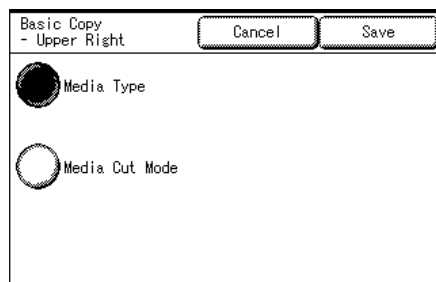 Basic Copy
- Upper Right
Cancel
Save
Media Type
Media Cut Mode